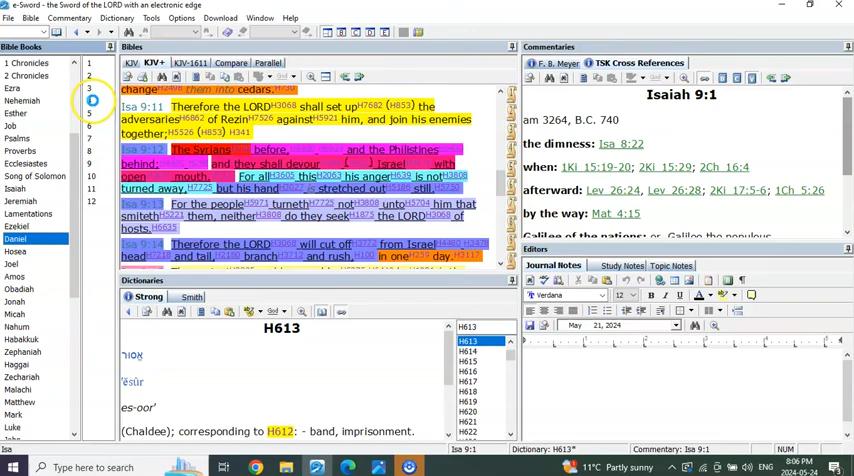 e-Sword - the Sword of the LORD with an electronic edge
File Bible Commentary Dictionary Tools Options Download Window Help
B C D E
Bible Books
1 Chronicles
2 Chronicles
Ezra
Nehemiah
Esther
Job
Psalms
Proverbs
Ecclesiastes
Song of Solomon
Isaiah
Jeremiah
Lamentations
Ezekiel
Daniel
Hosea
Joel
Amos
Obadiah
Jonah
Micah
Nahum
Habakkuk
Zephaniah
Haggai
Zechariah
Malachi
Matthew
Mark
Luke
1
2
3
5
6
7
8
9
10
11
12
Bibles
KJV KJV+ KJV-1611 Compare Parallel
change H2498 them into cedars. H730
Isa 9:11 Therefore the LORD H3068 shall set up H7682 (H853) the
adversaries H6862 of Rezin H7526 against H5921 him, and join his enemies
together; H5526 (H853) H341
Isa 9:12 The Syrians before, and the Philistines
behind; and they shall devour ( ) Israel with
open mouth. For all H3605 this H2063 his anger H639 is not H3808
turned away, H7725 but his hand H3027 is stretched out H5186 still. H5750
Isa 9:13 For the people H5971 turneth H7725 not H3808 unto H5704 him that
smiteth H5221 them, neither H3808 do they seek H1875 the LORD H3068 of
hosts. H6635
Isa 9:14 Therefore the LORD H3068 will cut off H3772 from Israel H4480 H3478
head H7218 and tail, H2180 branch H3712 and rush, H100 in one H259 day. H3117
Dictionaries
Strong Smith
H613
אֱסוּר
'ĕsûr
es-oor'
(Chaldee); corresponding to H612: - band, imprisonment.
H613
H613
H614
H615
H616
H617
H618
H619
H620
H621
H622
Commentaries
F. B. Meyer TSK Cross References
Isaiah 9:1
am 3264, B.C. 740
the dimness: Isa 8:22
when: 1Ki 15:19-20; 2Ki 15:29; 2Ch 16:4
afterward: Lev 26:24, Lev 26:28; 2Ki 17:5-6; 1Ch 5:26
by the way: Mat 4:15
Galilee of the nations: or, Galilee the populous
Editors
Journal Notes Study Notes Topic Notes
Verdana 12 B I U A
May 21, 2024
Isa
Isa 9:1
Dictionary: H613*
Commentary: Isa 9:1
NUM
Type here to search
11°C Partly sunny
8:06 PM
2024-05-24